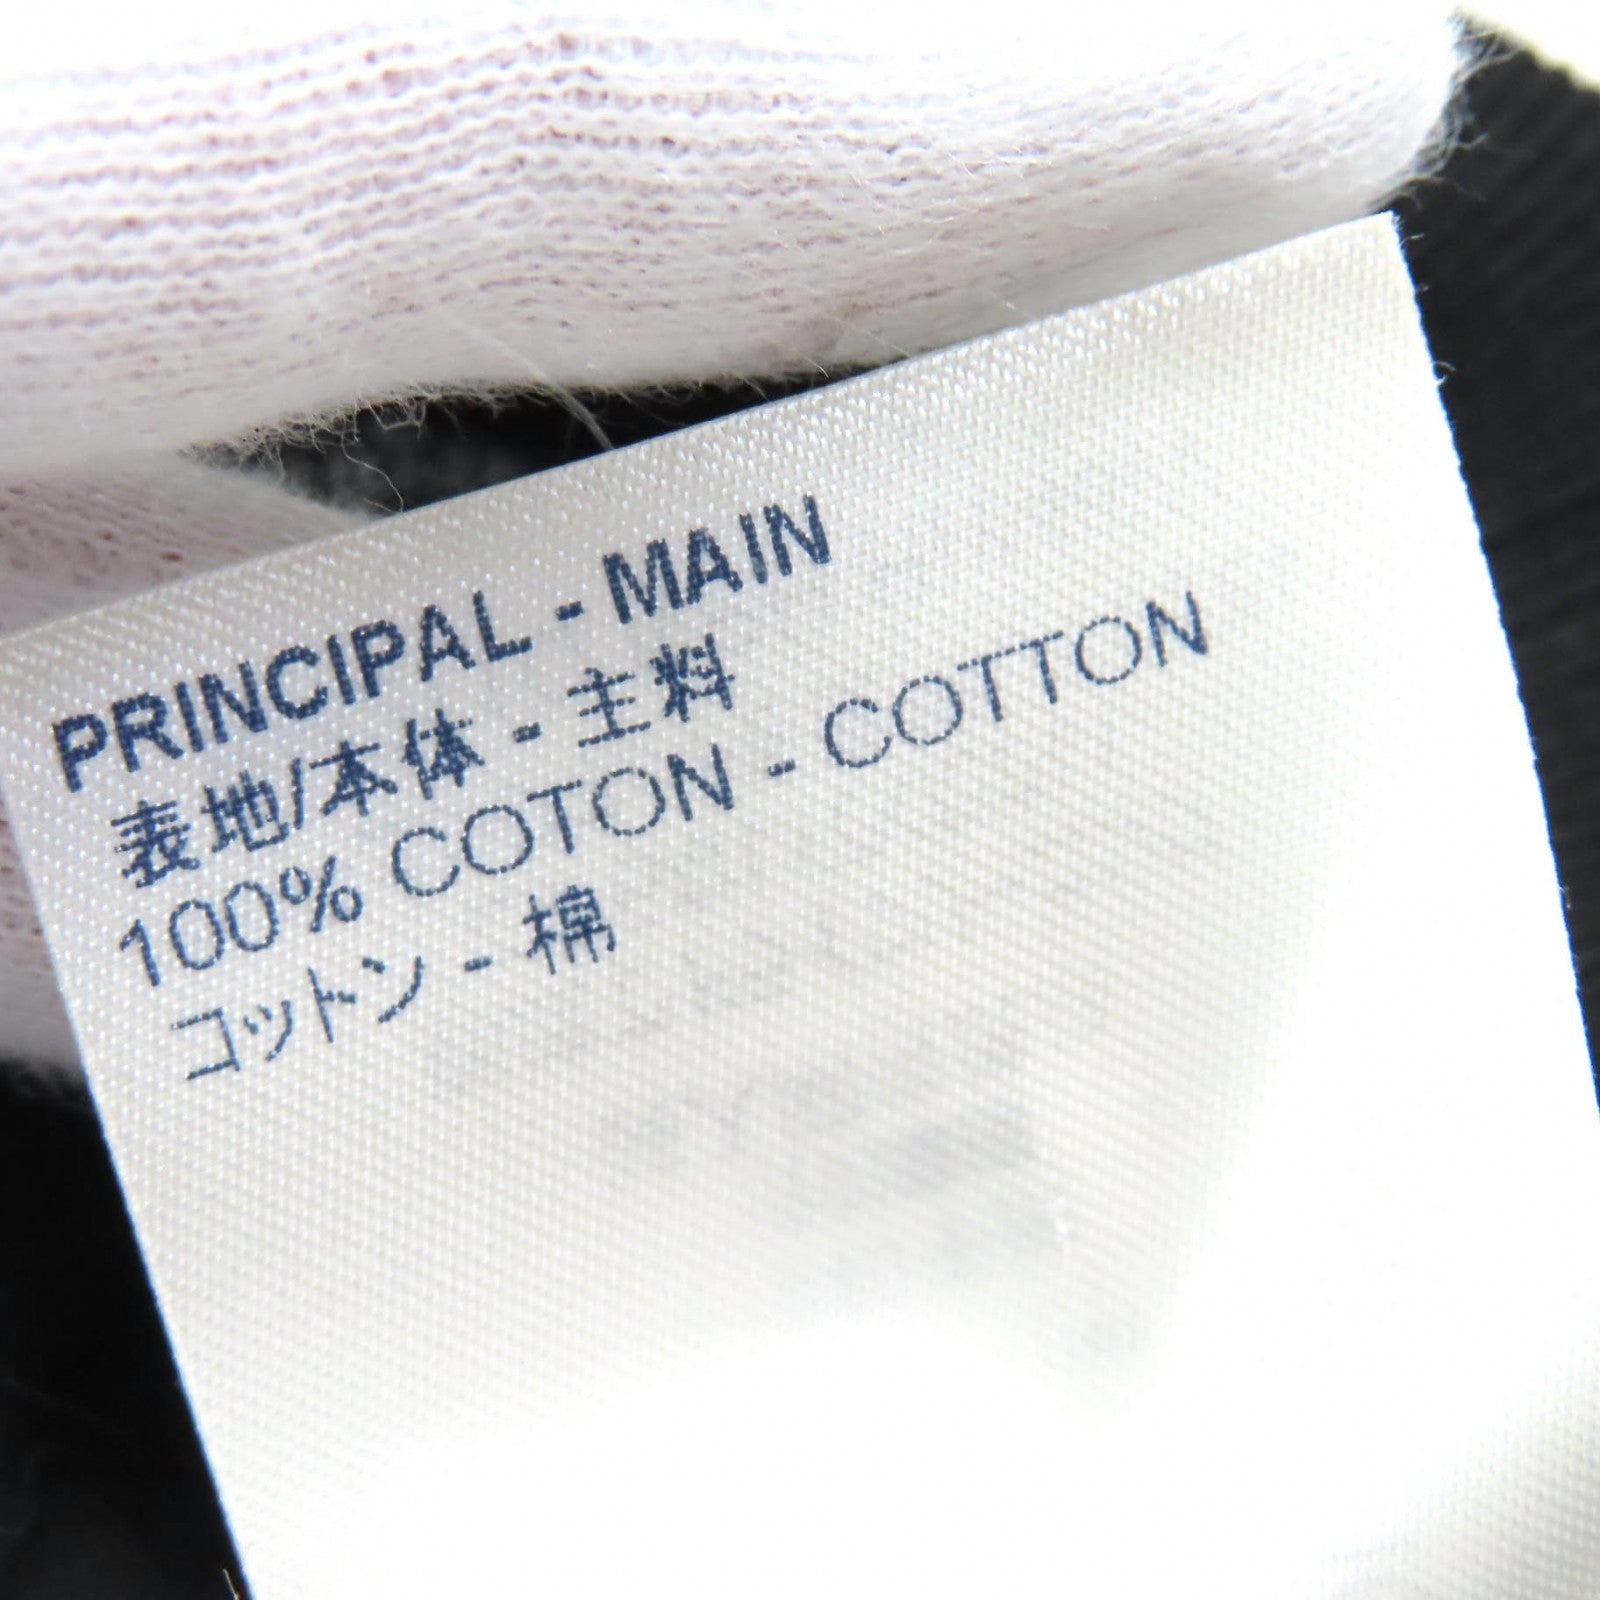 PRINCIPAL - MAIN
表地/本体 - 主料
100% COTON - COTTON
コットン - 棉